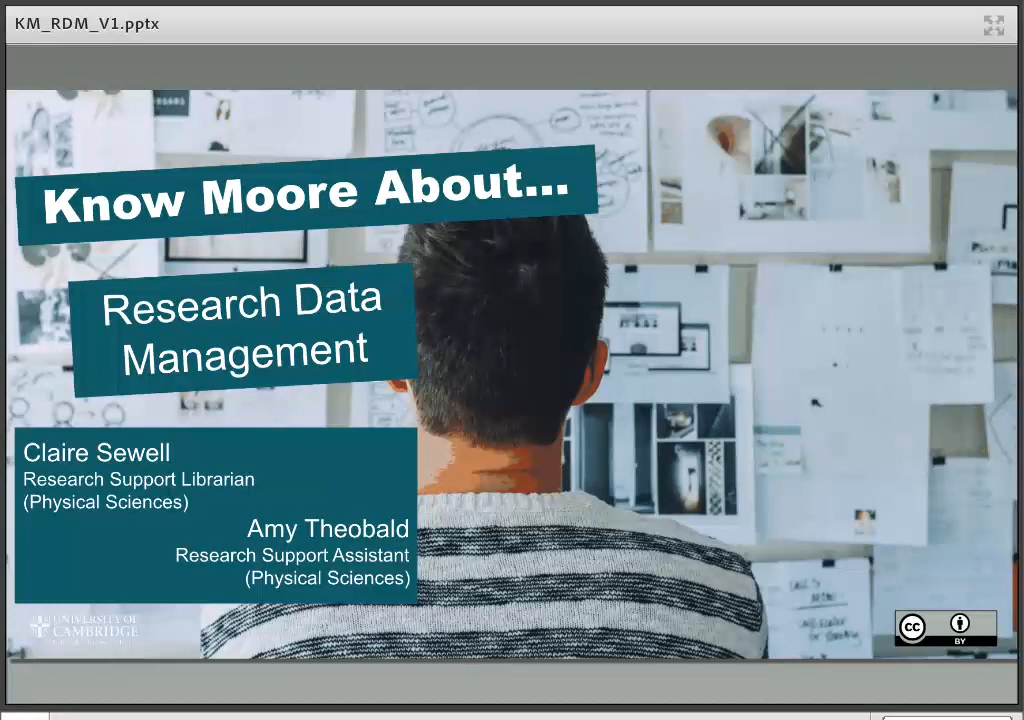 KM_RDM_V1.pptx
Know Moore About...
Research Data
Management
Claire Sewell
Research Support Librarian
(Physical Sciences)
Amy Theobald
Research Support Assistant
(Physical Sciences)
UNIVERSITY OF
CAMBRIDGE
cc
BY